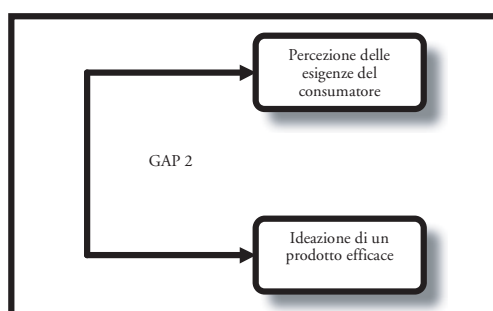 Percezione delle
esigenze del
consumatore
GAP 2
Ideazione di un
prodotto efficace